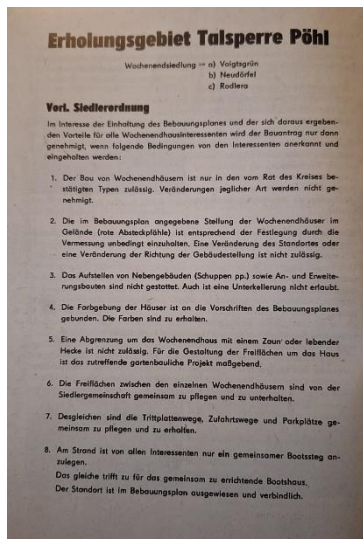 Erholungsgebiet Talsperre Pöhl
Wochenendsiedlung — a) Voigtsgrün
b) Neudörfel
c) Rodlera
Vorl. Siedlerordnung
Im Interesse der Einhaltung des Bebauungsplanes und der sich daraus ergeben-
den Vorteile für alle Wochenendhausinteressenten wird der Bauantrag nur dann
genehmigt, wenn folgende Bedingungen von den Interessenten anerkannt und
eingehalten werden:
1. Der Bau von Wochenendhäusern ist nur in den vom Rat des Kreises be-
stätigten Typen zulässig. Veränderungen jeglicher Art werden nicht ge-
nehmigt.
2. Die im Bebauungsplan angegebene Stellung der Wochenendhäuser im
Gelände (rote Absteckpfähle) ist entsprechend der Festlegung durch die
Vermessung unbedingt einzuhalten. Eine Veränderung des Standortes oder
eine Veränderung der Richtung der Gebäudestellung ist nicht zulässig.
3. Das Aufstellen von Nebengebäuden (Schuppen pp.) sowie An- und Erweite-
rungsbauten sind nicht gestattet. Auch ist eine Unterkellerung nicht erlaubt.
4. Die Farbgebung der Häuser ist an die Vorschriften des Bebauungsplanes
gebunden. Die Farben sind zu erhalten.
5. Eine Abgrenzung um das Wochenendhaus mit einem Zaun oder lebender
Hecke ist nicht zulässig. Für die Gestaltung der Freiflächen um das Haus
ist das zutreffende gartenbauliche Projekt maßgebend.
6. Die Freiflächen zwischen den einzelnen Wochenendhäusern sind von der
Siedlergemeinschaft gemeinsam zu pflegen und zu unterhalten.
7. Desgleichen sind die Trittplattenwege, Zufahrtswege und Parkplätze ge-
meinsam zu pflegen und zu erhalten.
8. Am Strand ist von allen Interessenten nur ein gemeinsamer Bootssteg an-
zulegen.
Das gleiche trifft zu für das gemeinsam zu errichtende Bootshaus.
Der Standort ist im Bebauungsplan ausgewiesen und verbindlich.